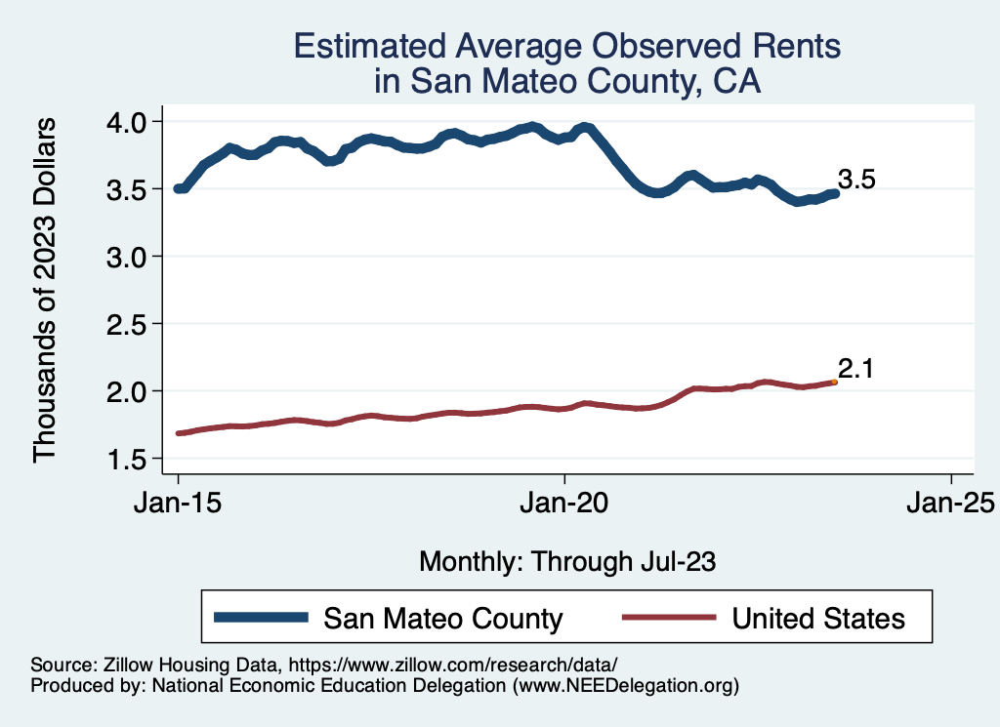 Estimated Average Observed Rents
in San Mateo County, CA
Thousands of 2023 Dollars
4.0
3.5
3.0
2.5
2.0
1.5
3.5
2.1
Jan-15
Jan-20
Jan-25
Monthly: Through Jul-23
San Mateo County
United States
Source: Zillow Housing Data, https://www.zillow.com/research/data/
Produced by: National Economic Education Delegation (www.NEEDelegation.org)